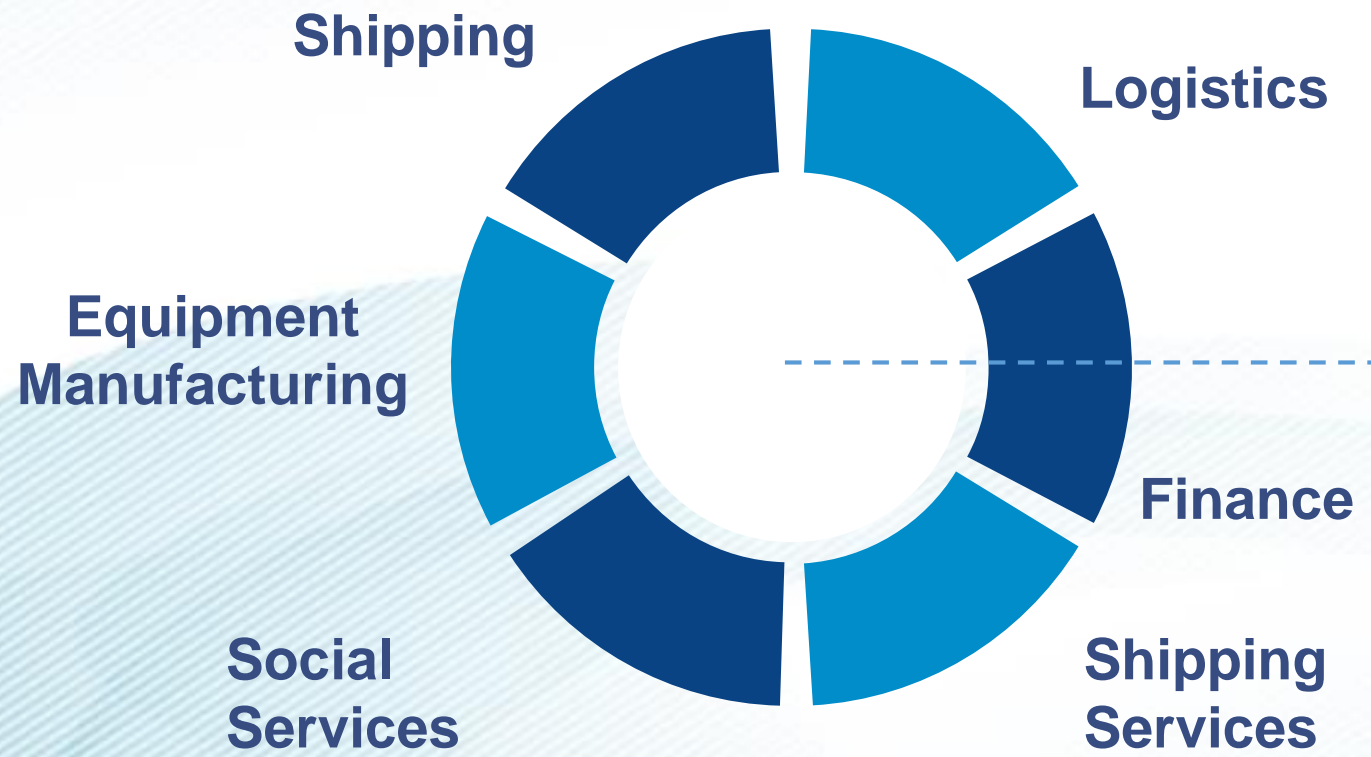 Shipping
Logistics
Equipment
Manufacturing
Finance
Social
Services
Shipping
Services